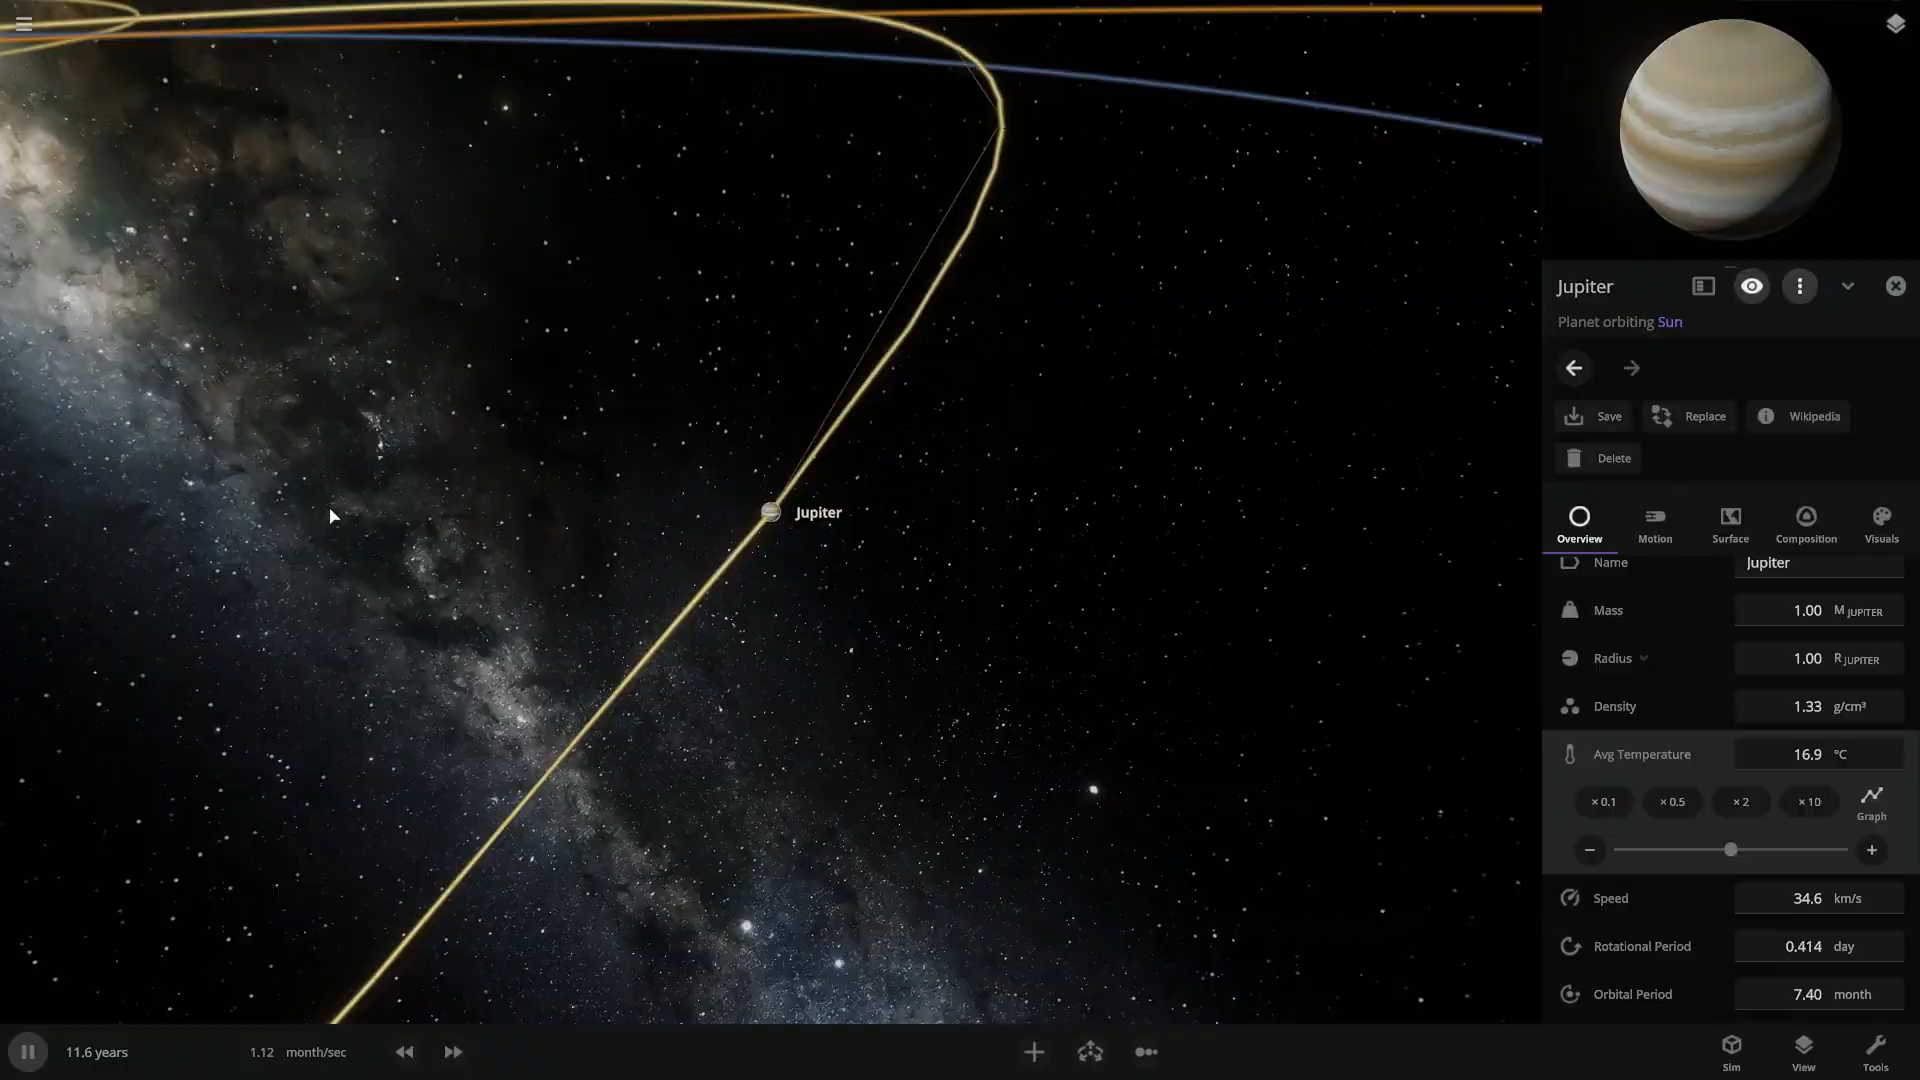 Jupiter
Planet orbiting Sun
Save
Replace
Wikipedia
Delete
Overview
Motion
Surface
Composition
Visuals
Name Jupiter
Mass 1.00 M JUPITER
Radius 1.00 R JUPITER
Density 1.33 g/cm³
Avg Temperature 16.9 °C
× 0.1 × 0.5 × 2 × 10 Graph
Speed 34.6 km/s
Rotational Period 0.414 day
Orbital Period 7.40 month
Jupiter
11.6 years
1.12 month/sec
Sim
View
Tools